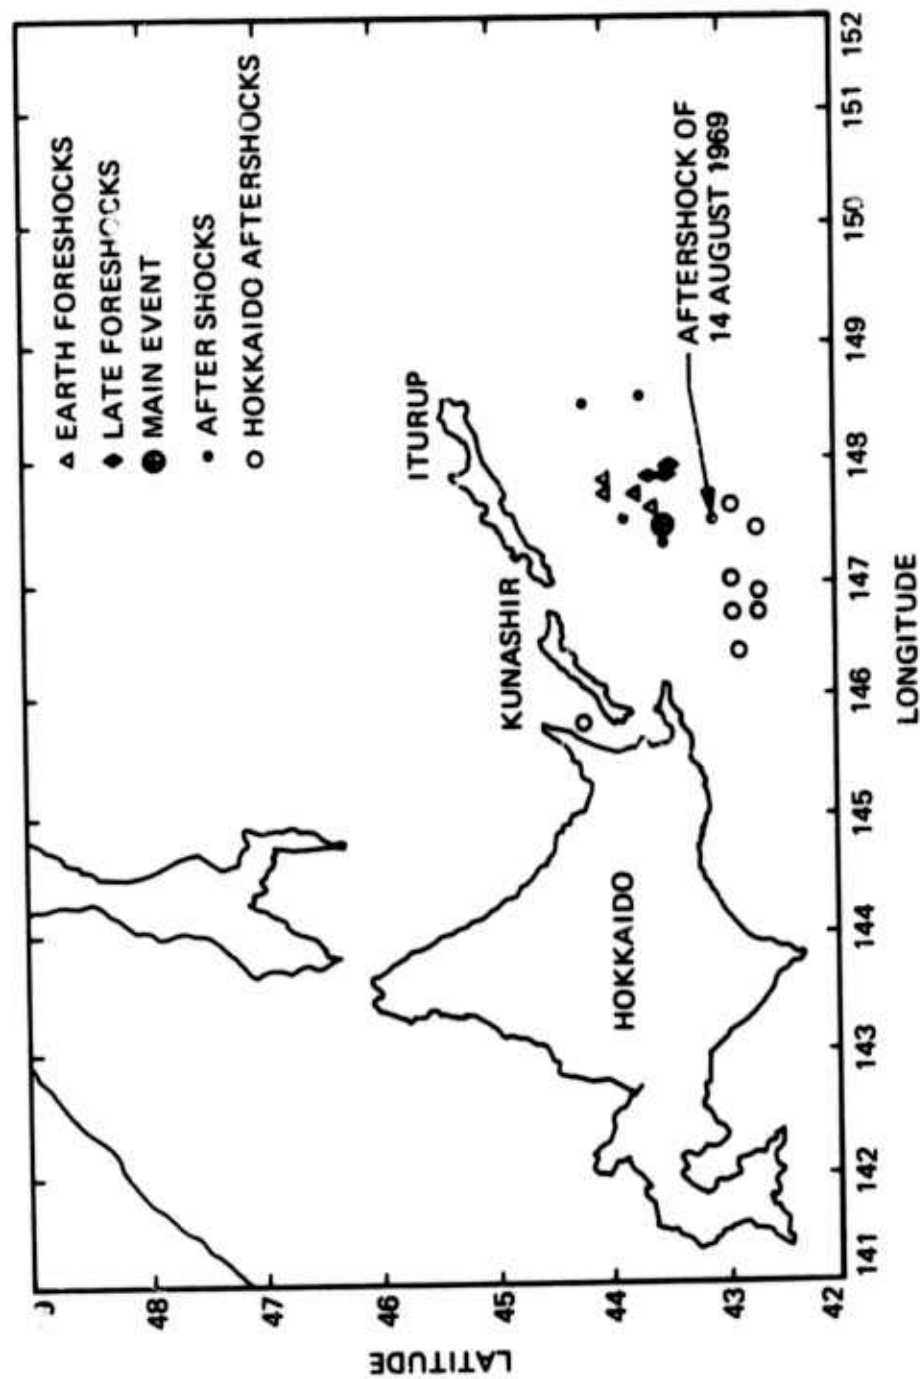 EARTH FORESHOCKS
LATE FORESHOCKS
MAIN EVENT
AFTER SHOCKS
HOKKAIDO AFTERSHOCKS
ITURUP
KUNASHIR
HOKKAIDO
AFTERSHOCK OF
14 AUGUST 1969
48
47
46
45
44
43
42
LATITUDE
141 142 143 144 145 146 147 148 149 150 151 152
LONGITUDE